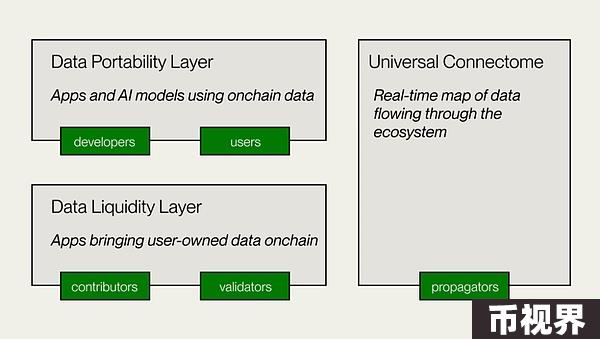 Data Portability Layer
Apps and AI models using onchain data
developers
users
Data Liquidity Layer
Apps bringing user-owned data onchain
contributors
validators
Universal Connectome
Real-time map of data
flowing through the
ecosystem
propagators
币视界